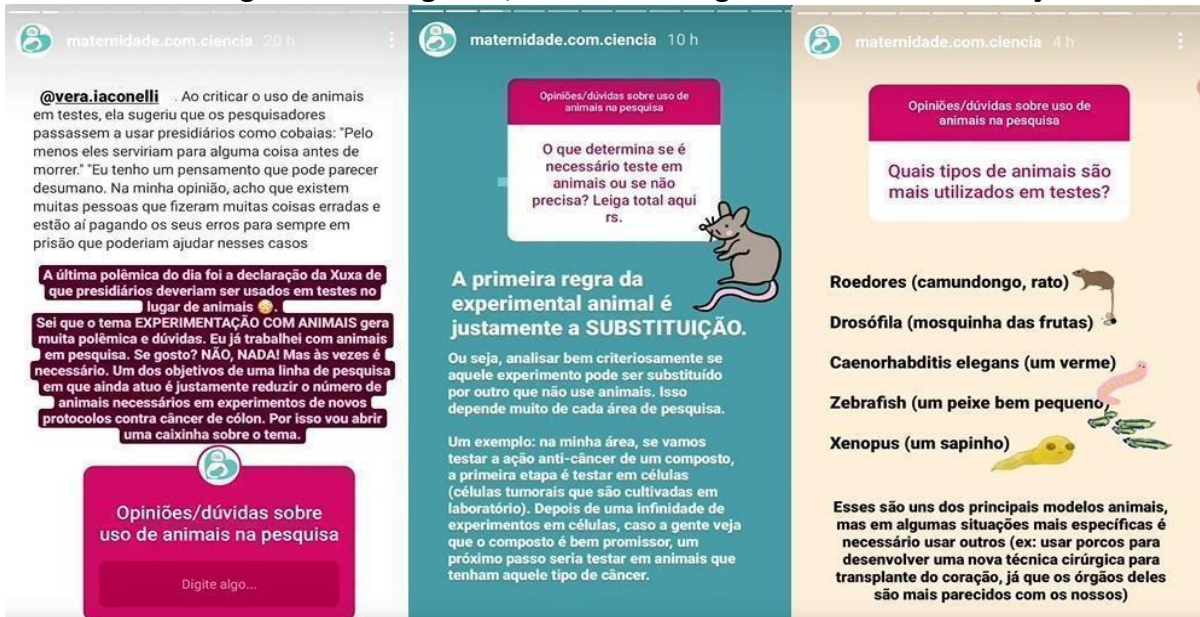 maternidade.com.ciencia 20 h
@vera.iaconelli . Ao criticar o uso de animais
em testes, ela sugeriu que os pesquisadores
passassem a usar presidiários como cobaias: "Pelo
menos eles serviriam para alguma coisa antes de
morrer." "Eu tenho um pensamento que pode parecer
desumano. Na minha opinião, acho que existem
muitas pessoas que fizeram muitas coisas erradas e
estão aí pagando os seus erros para sempre em
prisão que poderiam ajudar nesses casos
A última polêmica do dia foi a declaração da Xuxa de
que presidiários deveriam ser usados em testes no
lugar de animais 😳.
Sei que o tema EXPERIMENTAÇÃO COM ANIMAIS gera
muita polêmica e dúvidas. Eu já trabalhei com animais
em pesquisa. Se gosto? NÃO, NADA! Mas às vezes é
necessário. Um dos objetivos de uma linha de pesquisa
em que ainda atuo é justamente reduzir o número de
animais necessários em experimentos de novos
protocolos contra câncer de cólon. Por isso vou abrir
uma caixinha sobre o tema.
Opiniões/dúvidas sobre
uso de animais na pesquisa
Digite algo...
maternidade.com.ciencia 10 h
Opiniões/dúvidas sobre uso de
animais na pesquisa
O que determina se é
necessário teste em
animais ou se não
precisa? Leiga total aqui
rs.
A primeira regra da
experimental animal é
justamente a SUBSTITUIÇÃO.
Ou seja, analisar bem criteriosamente se
aquele experimento pode ser substituído
por outro que não use animais. Isso
depende muito de cada área de pesquisa.
Um exemplo: na minha área, se vamos
testar a ação anti-câncer de um composto,
a primeira etapa é testar em células
(células tumorais que são cultivadas em
laboratório). Depois de uma infinidade de
experimentos em células, caso a gente veja
que o composto é bem promissor, um
próximo passo seria testar em animais que
tenham aquele tipo de câncer.
maternidade.com.ciencia 4 h
Opiniões/dúvidas sobre uso de
animais na pesquisa
Quais tipos de animais são
mais utilizados em testes?
Roedores (camundongo, rato)
Drosófila (mosquinha das frutas)
Caenorhabditis elegans (um verme)
Zebrafish (um peixe bem pequeno)
Xenopus (um sapinho)
Esses são uns dos principais modelos animais,
mas em algumas situações mais específicas é
necessário usar outros (ex: usar porcos para
desenvolver uma nova técnica cirúrgica para
transplante do coração, já que os órgãos deles
são mais parecidos com os nossos)